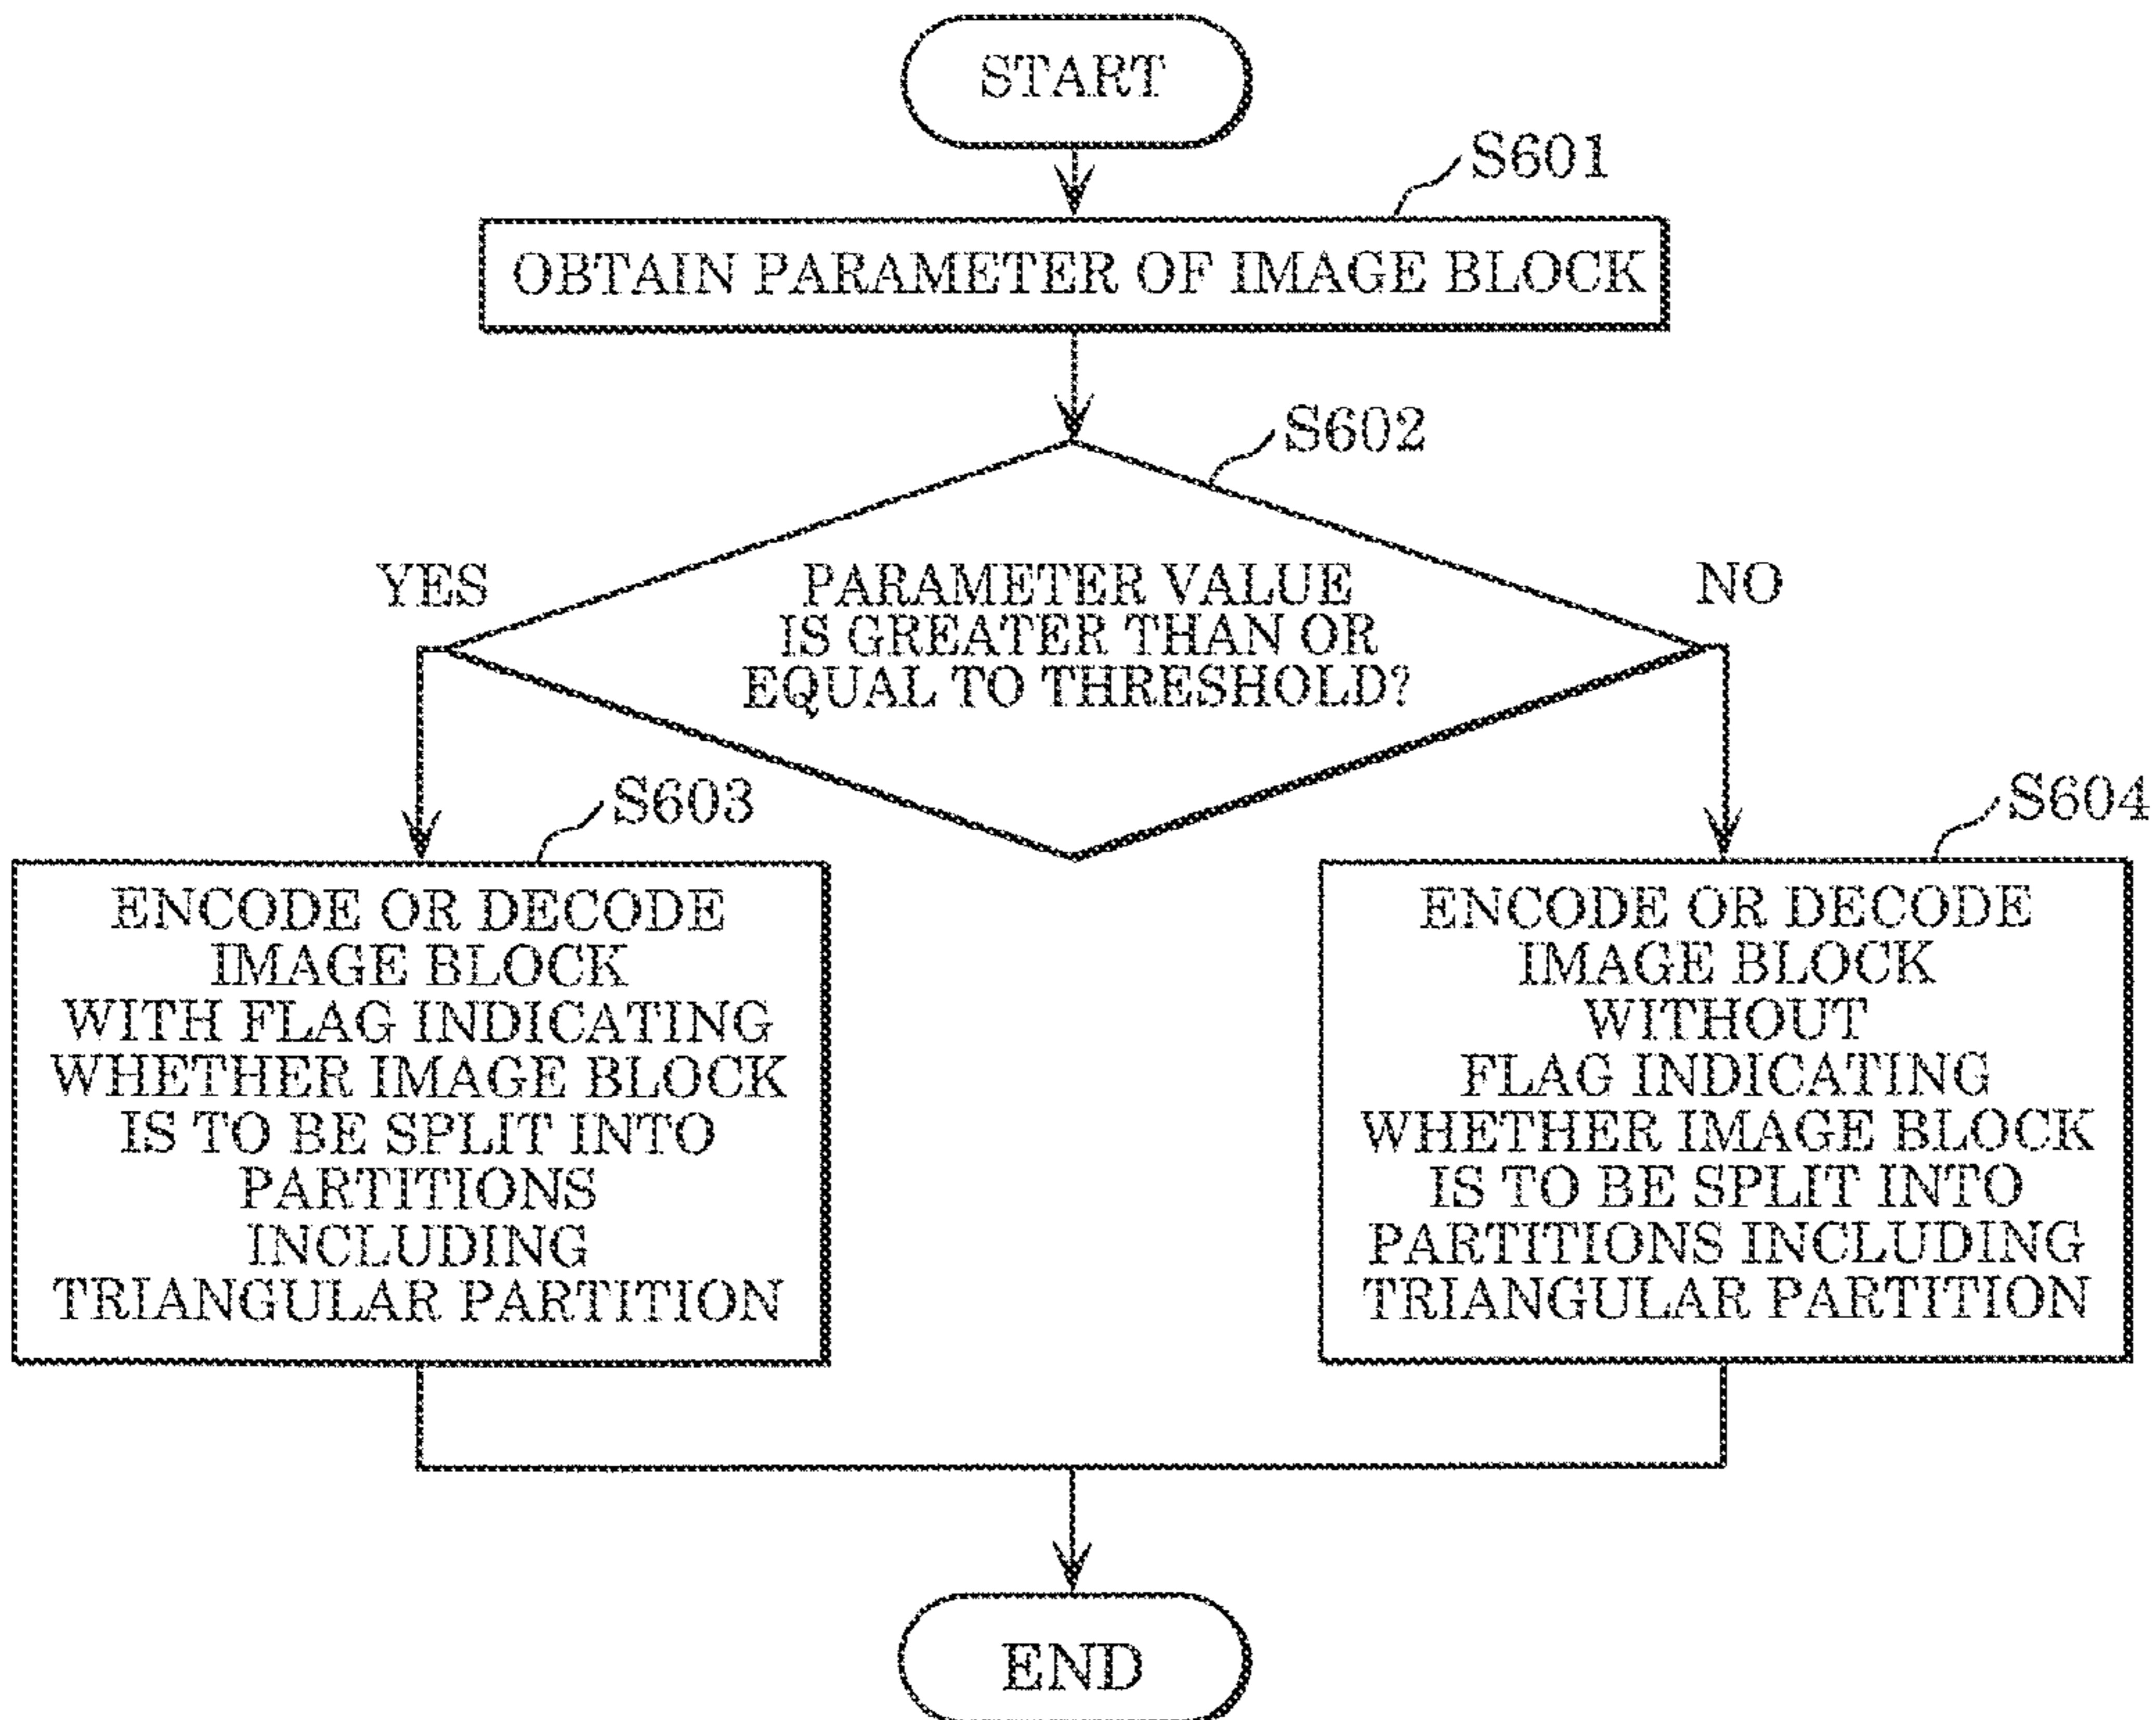 START
S601
OBTAIN PARAMETER OF IMAGE BLOCK
S602
YES
NO
PARAMETER VALUE
IS GREATER THAN OR
EQUAL TO THRESHOLD?
S603
S604
ENCODE OR DECODE
IMAGE BLOCK
WITH FLAG INDICATING
WHETHER IMAGE BLOCK
IS TO BE SPLIT INTO
PARTITIONS
INCLUDING
TRIANGULAR PARTITION
ENCODE OR DECODE
IMAGE BLOCK
WITHOUT
FLAG INDICATING
WHETHER IMAGE BLOCK
IS TO BE SPLIT INTO
PARTITIONS INCLUDING
TRIANGULAR PARTITION
END